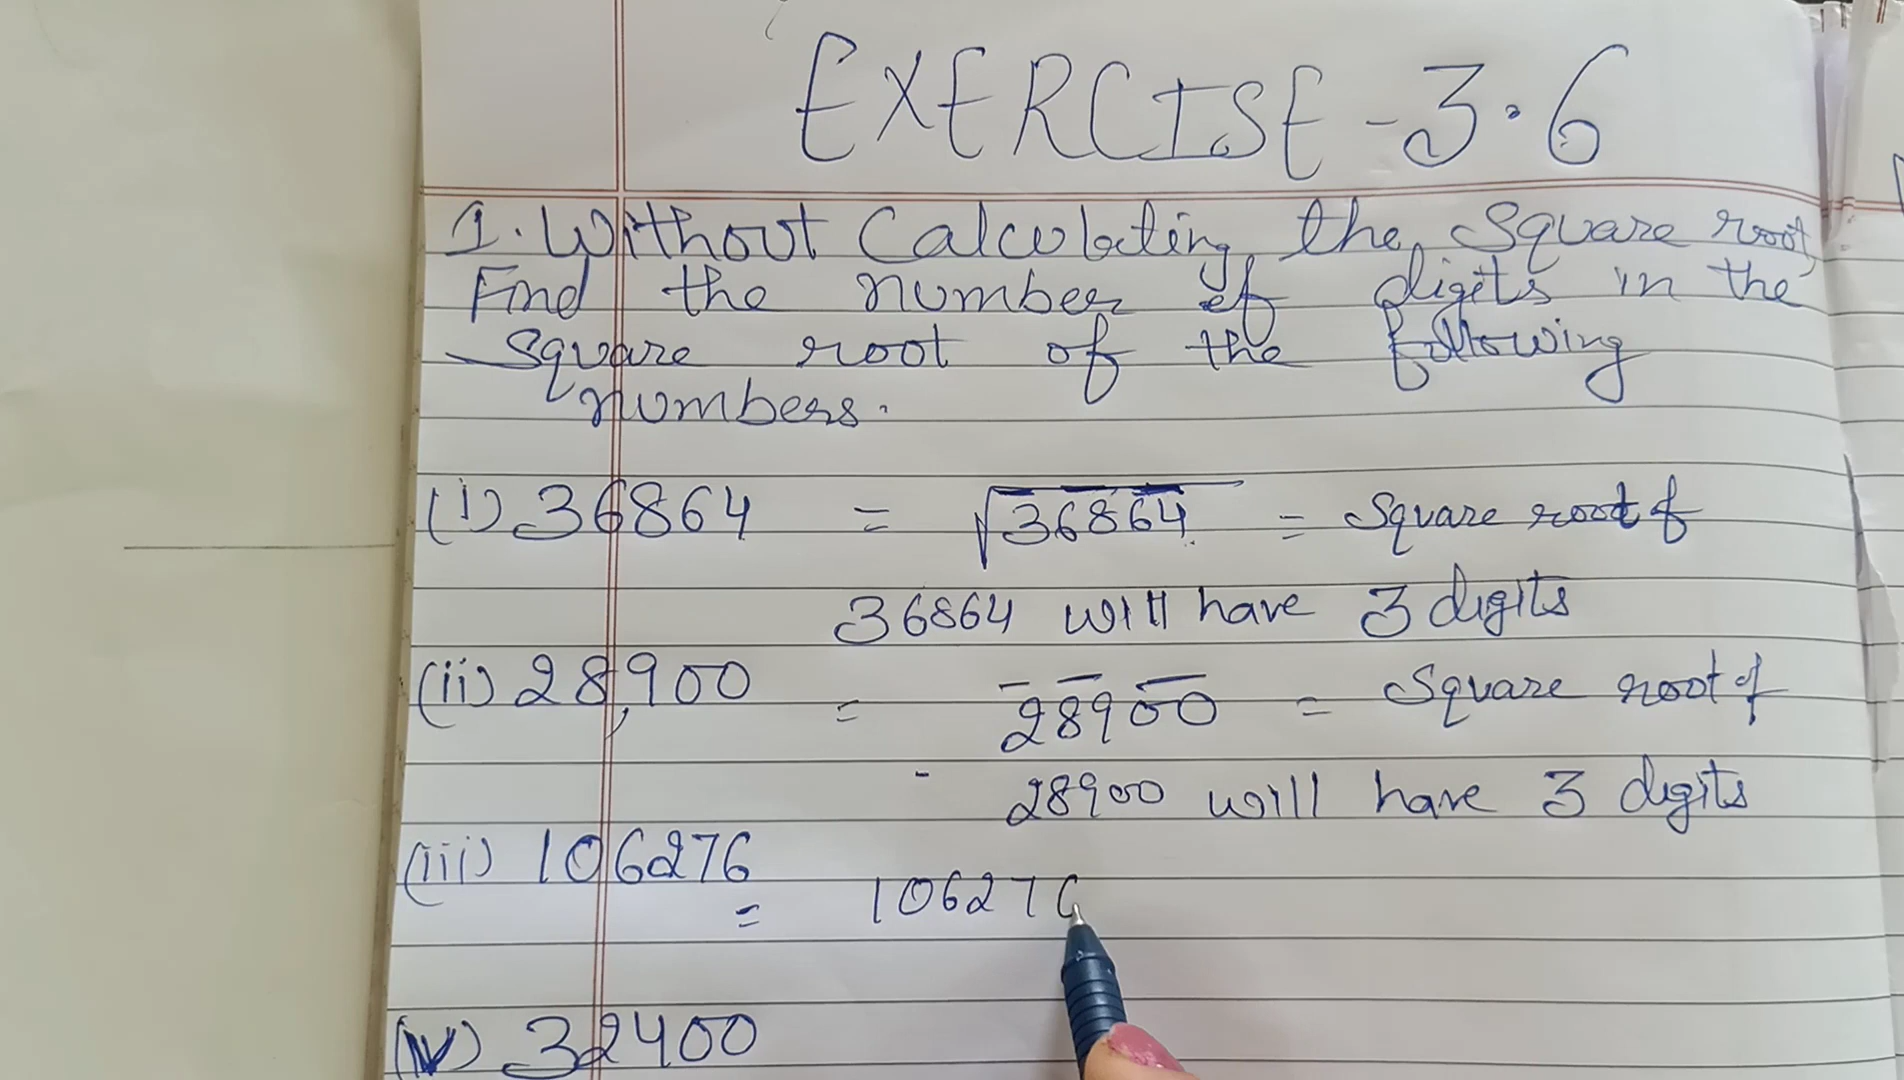 EXERCISE - 3.6
1. Without Calculating the Square root,
Find the number of digits in the
Square root of the following
numbers.
(i) 36864 = √36864 = Square root of
36864 will have 3 digits
(ii) 28,900 = 28900 = Square root of
28900 will have 3 digits
(iii) 106276
= 106276
(iv) 32400